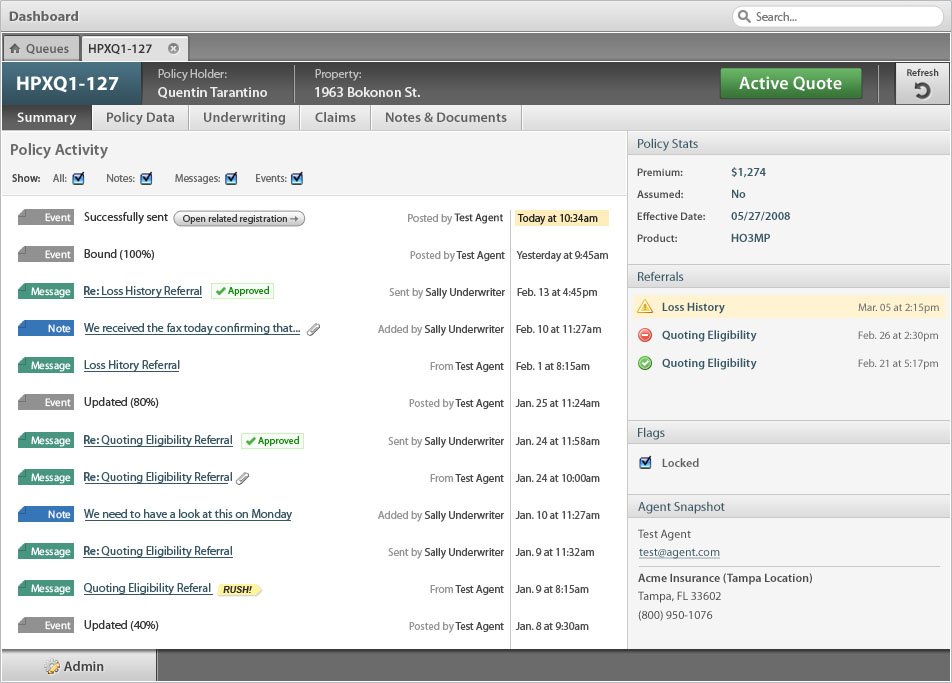 Dashboard
Search...
Queues
HPXQ1-127
HPXQ1-127
Policy Holder:
Quentin Tarantino
Property:
1963 Bokonon St.
Active Quote
Refresh
Summary
Policy Data
Underwriting
Claims
Notes & Documents
Policy Activity
Show: All: Notes: Messages: Events:
Event Successfully sent Open related registration → Posted by Test Agent Today at 10:34am
Event Bound (100%) Posted by Test Agent Yesterday at 9:45am
Message Re: Loss History Referral Approved Sent by Sally Underwriter Feb. 13 at 4:45pm
Note We received the fax today confirming that... Added by Sally Underwriter Feb. 10 at 11:27am
Message Loss Hitory Referral From Test Agent Feb. 1 at 8:15am
Event Updated (80%) Posted by Test Agent Jan. 25 at 11:24am
Message Re: Quoting Eligibility Referral Approved Sent by Sally Underwriter Jan. 24 at 11:58am
Message Re: Quoting Eligibility Referral From Test Agent Jan. 24 at 10:00am
Note We need to have a look at this on Monday Added by Sally Underwriter Jan. 10 at 11:27am
Message Re: Quoting Eligibility Referral Sent by Sally Underwriter Jan. 9 at 11:32am
Message Quoting Eligibility Referal RUSH! From Test Agent Jan. 9 at 8:15am
Event Updated (40%) Posted by Test Agent Jan. 8 at 9:30am
Policy Stats
Premium: $1,274
Assumed: No
Effective Date: 05/27/2008
Product: HO3MP
Referrals
Loss History Mar. 05 at 2:15pm
Quoting Eligibility Feb. 26 at 2:30pm
Quoting Eligibility Feb. 21 at 5:17pm
Flags
Locked
Agent Snapshot
Test Agent
test@agent.com
Acme Insurance (Tampa Location)
Tampa, FL 33602
(800) 950-1076
Admin